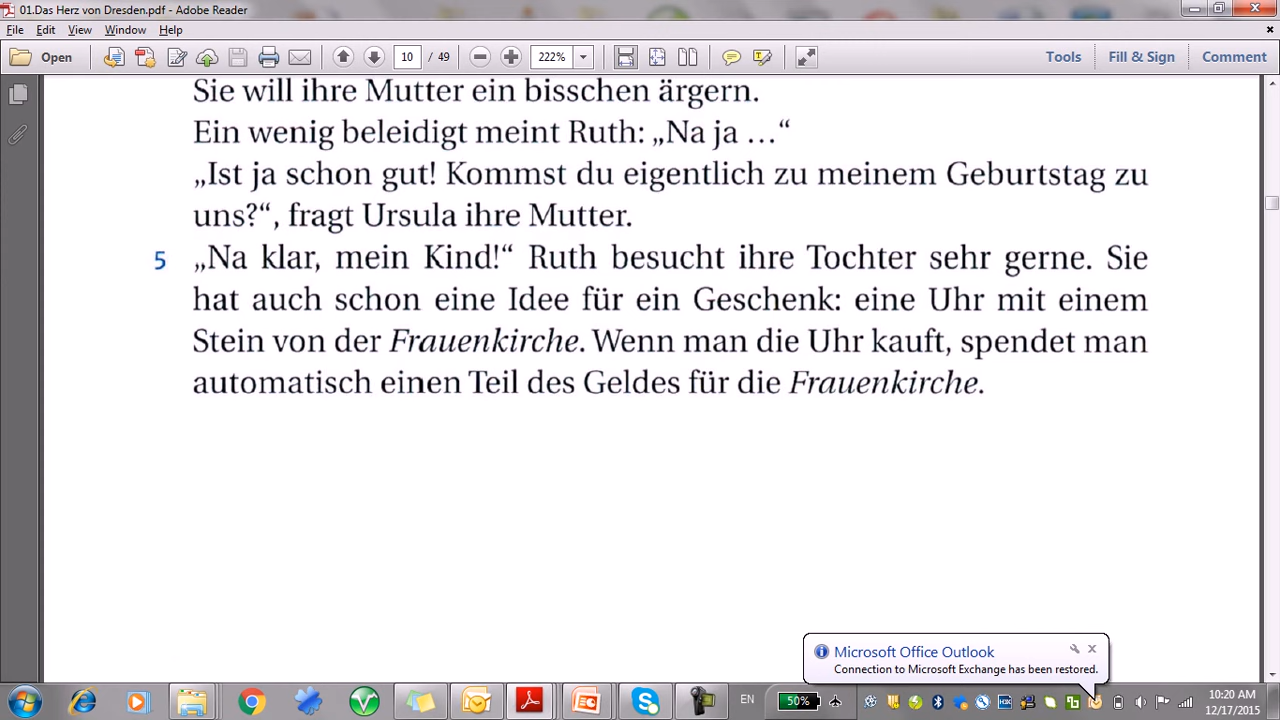 01.Das Herz von Dresden.pdf - Adobe Reader
File Edit View Window Help
Open 10 / 49 222% Tools Fill & Sign Comment
Sie will ihre Mutter ein bisschen ärgern.
Ein wenig beleidigt meint Ruth: „Na ja …“
„Ist ja schon gut! Kommst du eigentlich zu meinem Geburtstag zu
uns?“, fragt Ursula ihre Mutter.
5 „Na klar, mein Kind!“ Ruth besucht ihre Tochter sehr gerne. Sie
hat auch schon eine Idee für ein Geschenk: eine Uhr mit einem
Stein von der Frauenkirche. Wenn man die Uhr kauft, spendet man
automatisch einen Teil des Geldes für die Frauenkirche.
Microsoft Office Outlook
Connection to Microsoft Exchange has been restored.
EN 50% 10:20 AM
12/17/2015